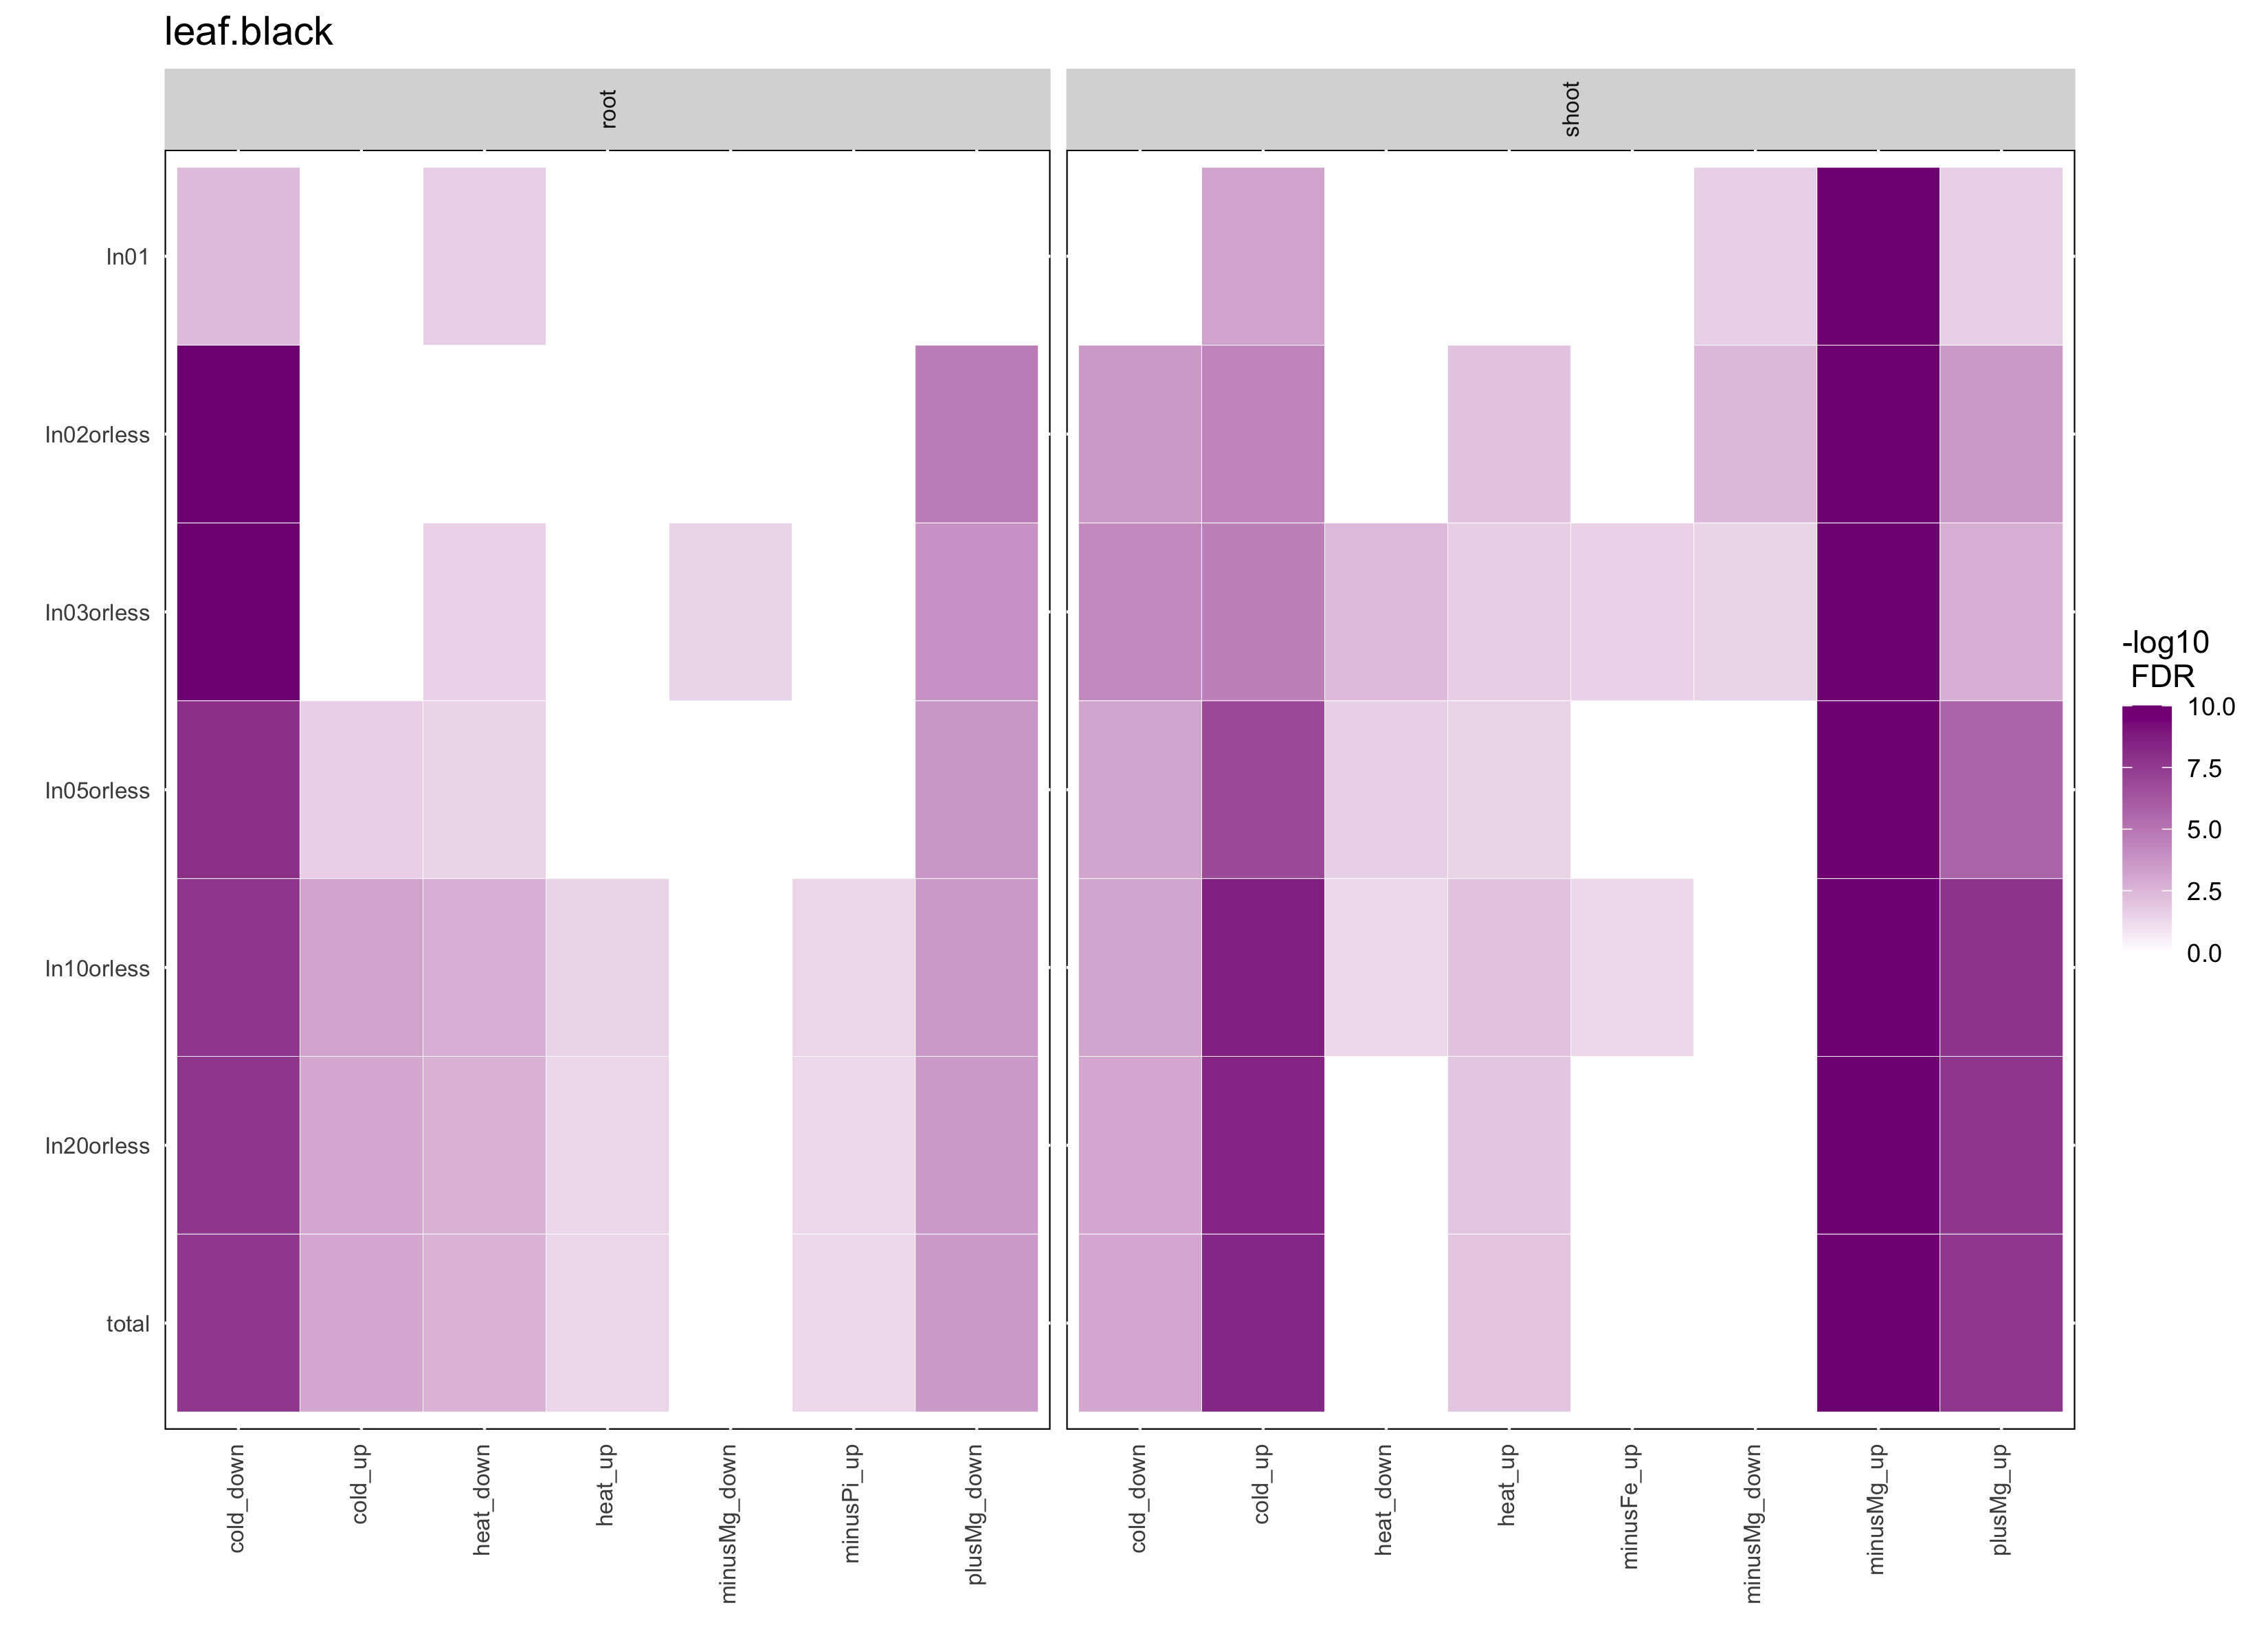 leaf.black
root
shoot
In01
In02orless
In03orless
In05orless
In10orless
In20orless
total
cold_down
cold_up
heat_down
heat_up
minusMg_down
minusPi_up
plusMg_down
cold_down
cold_up
heat_down
heat_up
minusFe_up
minusMg_down
minusMg_up
plusMg_up
-log10
FDR
10.0
7.5
5.0
2.5
0.0